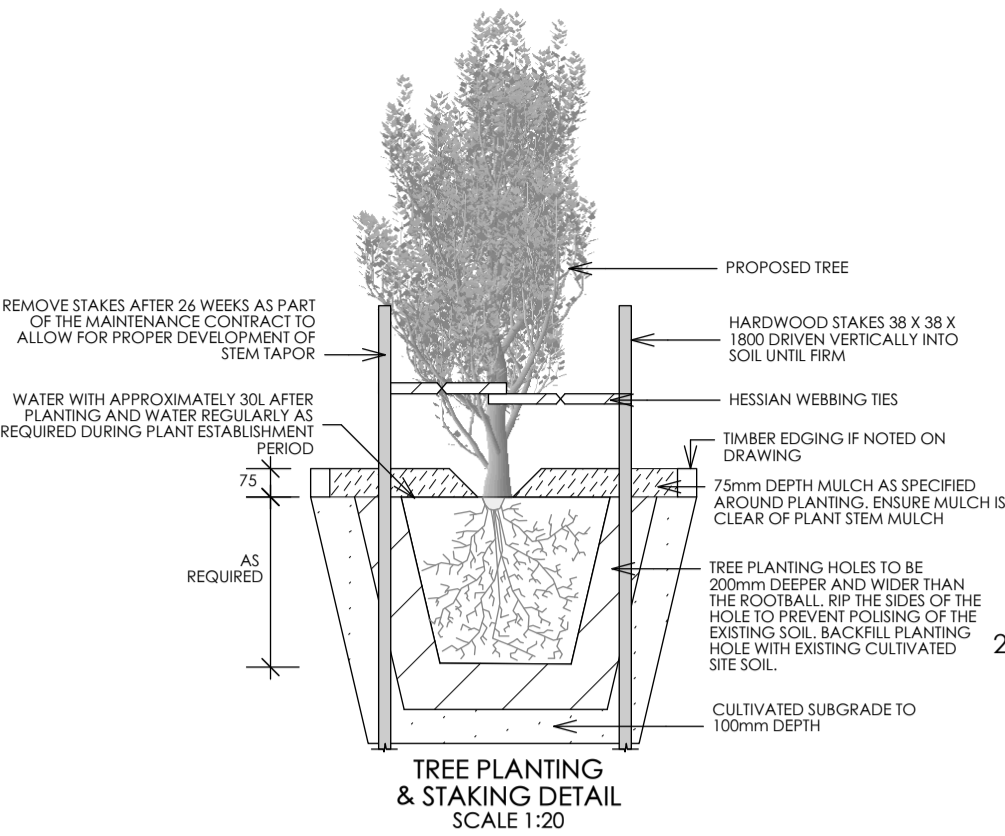 REMOVE STAKES AFTER 26 WEEKS AS PART
OF THE MAINTENANCE CONTRACT TO
ALLOW FOR PROPER DEVELOPMENT OF
STEM TAPOR
WATER WITH APPROXIMATELY 30L AFTER
PLANTING AND WATER REGULARLY AS
REQUIRED DURING PLANT ESTABLISHMENT
PERIOD
75
AS
REQUIRED
PROPOSED TREE
HARDWOOD STAKES 38 X 38 X
1800 DRIVEN VERTICALLY INTO
SOIL UNTIL FIRM
HESSIAN WEBBING TIES
TIMBER EDGING IF NOTED ON
DRAWING
75mm DEPTH MULCH AS SPECIFIED
AROUND PLANTING. ENSURE MULCH IS
CLEAR OF PLANT STEM MULCH
TREE PLANTING HOLES TO BE
200mm DEEPER AND WIDER THAN
THE ROOTBALL. RIP THE SIDES OF THE
HOLE TO PREVENT POLISING OF THE
EXISTING SOIL. BACKFILL PLANTING
HOLE WITH EXISTING CULTIVATED
SITE SOIL.
2
CULTIVATED SUBGRADE TO
100mm DEPTH
TREE PLANTING
& STAKING DETAIL
SCALE 1:20